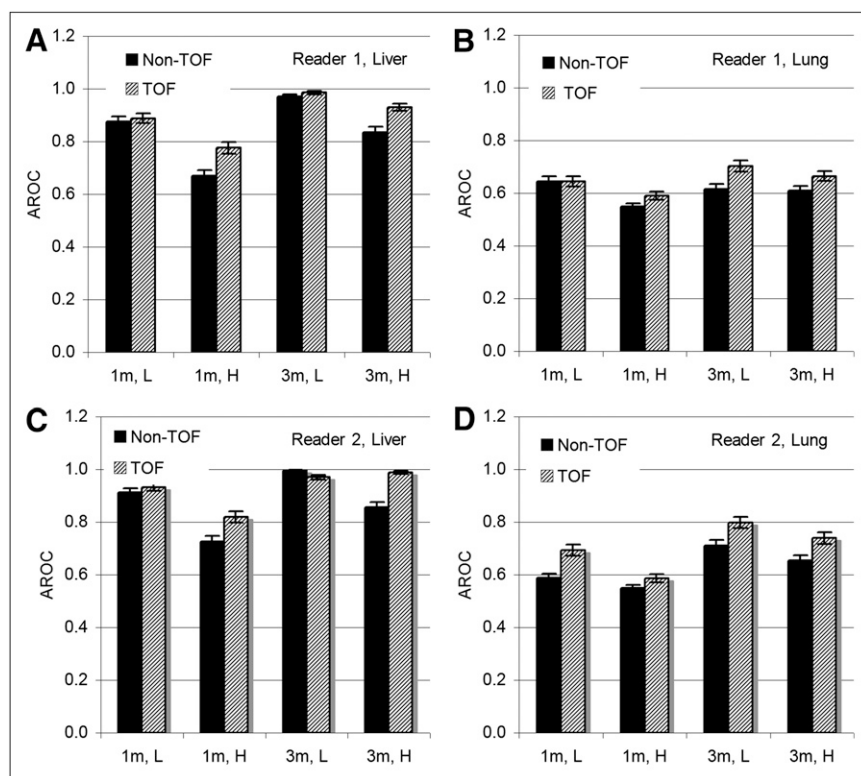 A
1.2
Non-TOF
Reader 1, Liver
TOF
1.0
0.8
0.6
0.4
0.2
0.0
AROC
1m, L 1m, H 3m, L 3m, H
B
1.2
Non-TOF
Reader 1, Lung
TOF
1.0
0.8
0.6
0.4
0.2
0.0
AROC
1m, L 1m, H 3m, L 3m, H
C
1.2
Non-TOF
Reader 2, Liver
TOF
1.0
0.8
0.6
0.4
0.2
0.0
AROC
1m, L 1m, H 3m, L 3m, H
D
1.2
Non-TOF
Reader 2, Lung
TOF
1.0
0.8
0.6
0.4
0.2
0.0
AROC
1m, L 1m, H 3m, L 3m, H